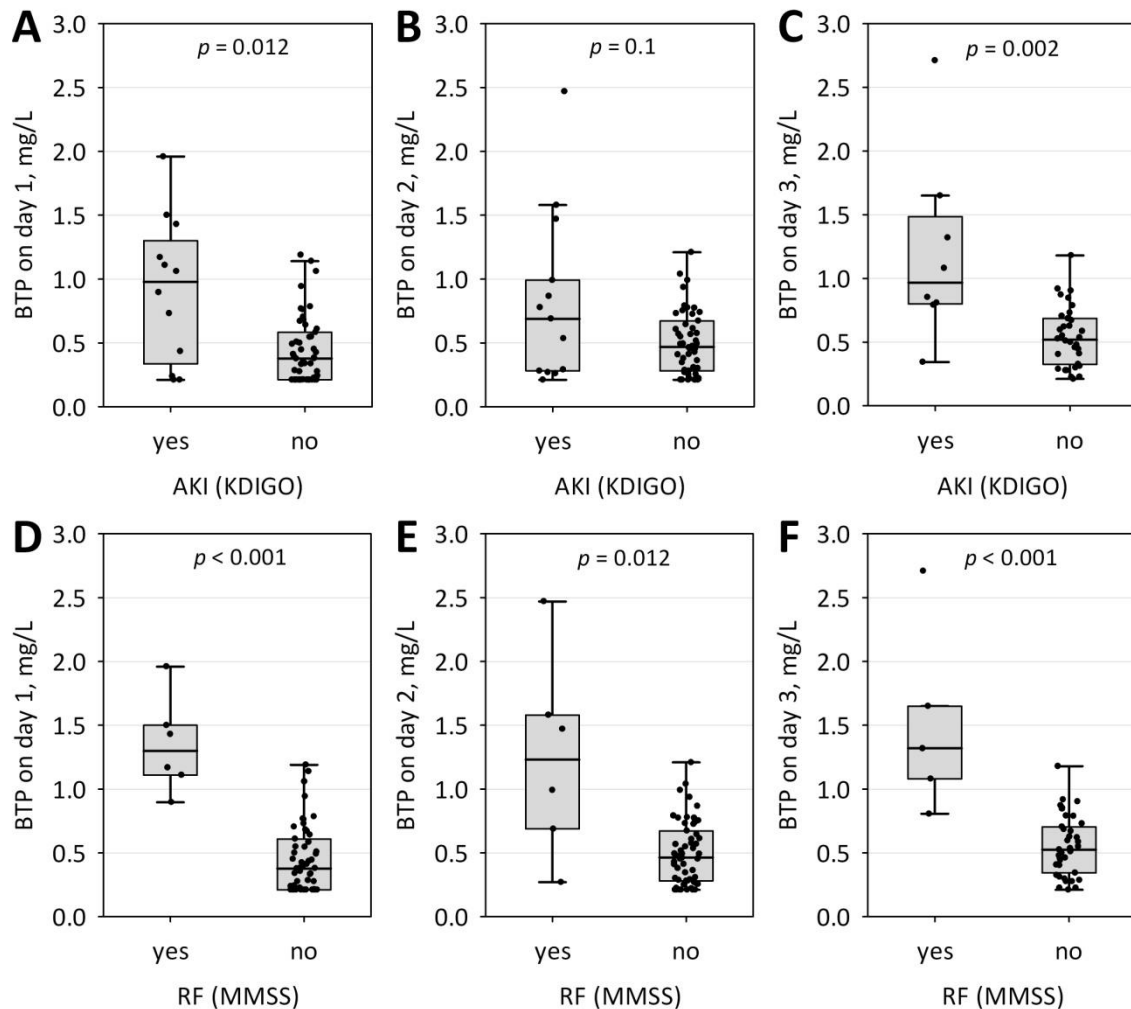 A
p = 0.012
BTP on day 1, mg/L
3.0
2.5
2.0
1.5
1.0
0.5
0.0
yes
no
AKI (KDIGO)
B
p = 0.1
BTP on day 2, mg/L
3.0
2.5
2.0
1.5
1.0
0.5
0.0
yes
no
AKI (KDIGO)
C
p = 0.002
BTP on day 3, mg/L
3.0
2.5
2.0
1.5
1.0
0.5
0.0
yes
no
AKI (KDIGO)
D
p < 0.001
BTP on day 1, mg/L
3.0
2.5
2.0
1.5
1.0
0.5
0.0
yes
no
RF (MMSS)
E
p = 0.012
BTP on day 2, mg/L
3.0
2.5
2.0
1.5
1.0
0.5
0.0
yes
no
RF (MMSS)
F
p < 0.001
BTP on day 3, mg/L
3.0
2.5
2.0
1.5
1.0
0.5
0.0
yes
no
RF (MMSS)